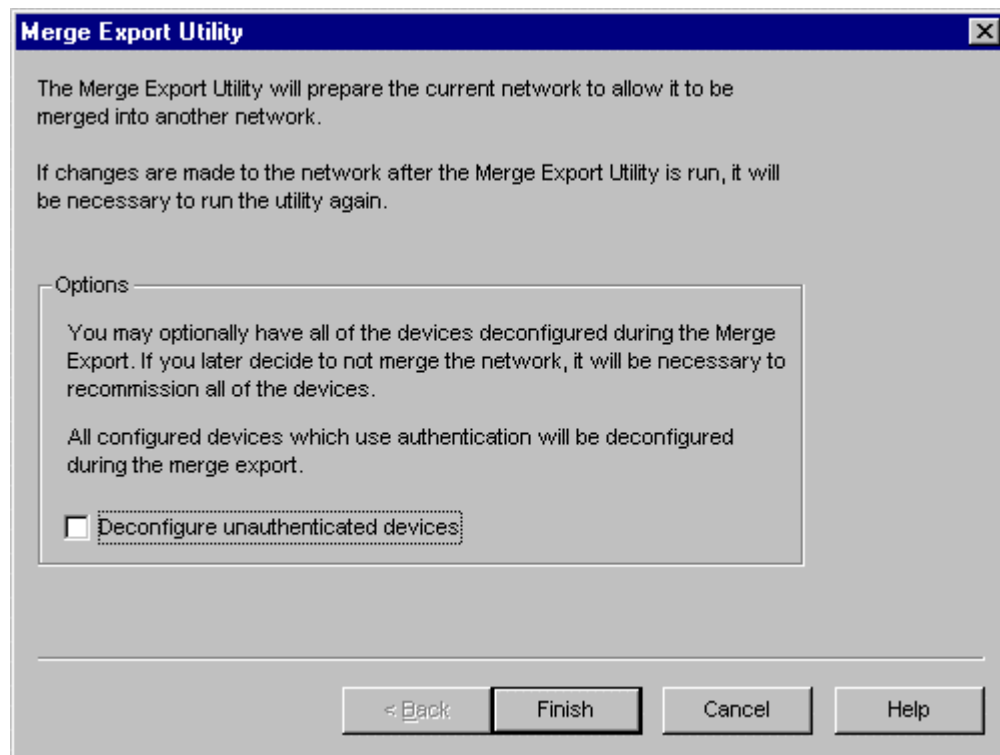 Merge Export Utility
The Merge Export Utility will prepare the current network to allow it to be
merged into another network.
If changes are made to the network after the Merge Export Utility is run, it will
be necessary to run the utility again.
Options
You may optionally have all of the devices deconfigured during the Merge
Export. If you later decide to not merge the network, it will be necessary to
recommission all of the devices.
All configured devices which use authentication will be deconfigured
during the merge export.
Deconfigure unauthenticated devices
< Back
Finish
Cancel
Help